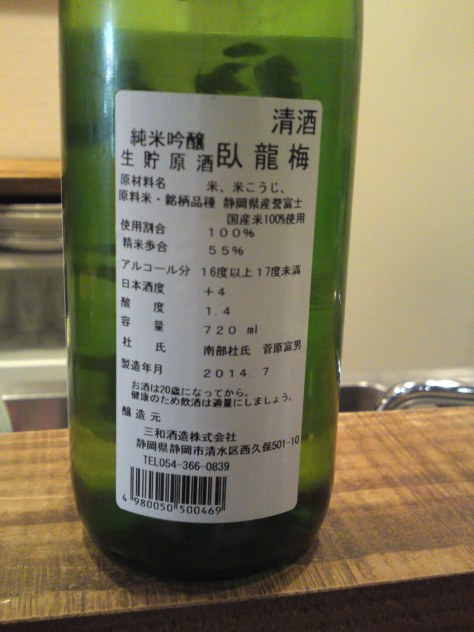 清酒
純米吟醸
生貯原酒 臥龍梅
原材料名 米、米こうじ、
原料米・銘柄品種 静岡県産誉富士
国産米100%使用
使用割合 100%
精米歩合 55%
アルコール分 16度以上17度未満
日本酒度 +4
酸度 1.4
容量 720 ml
杜氏 南部杜氏 菅原富男
製造年月 2014.7
お酒は20歳になってから。
健康のため飲酒は適量にしましょう。
醸造元
三和酒造株式会社
静岡県静岡市清水区西久保501-10
TEL054-366-0839
4 980050 500469